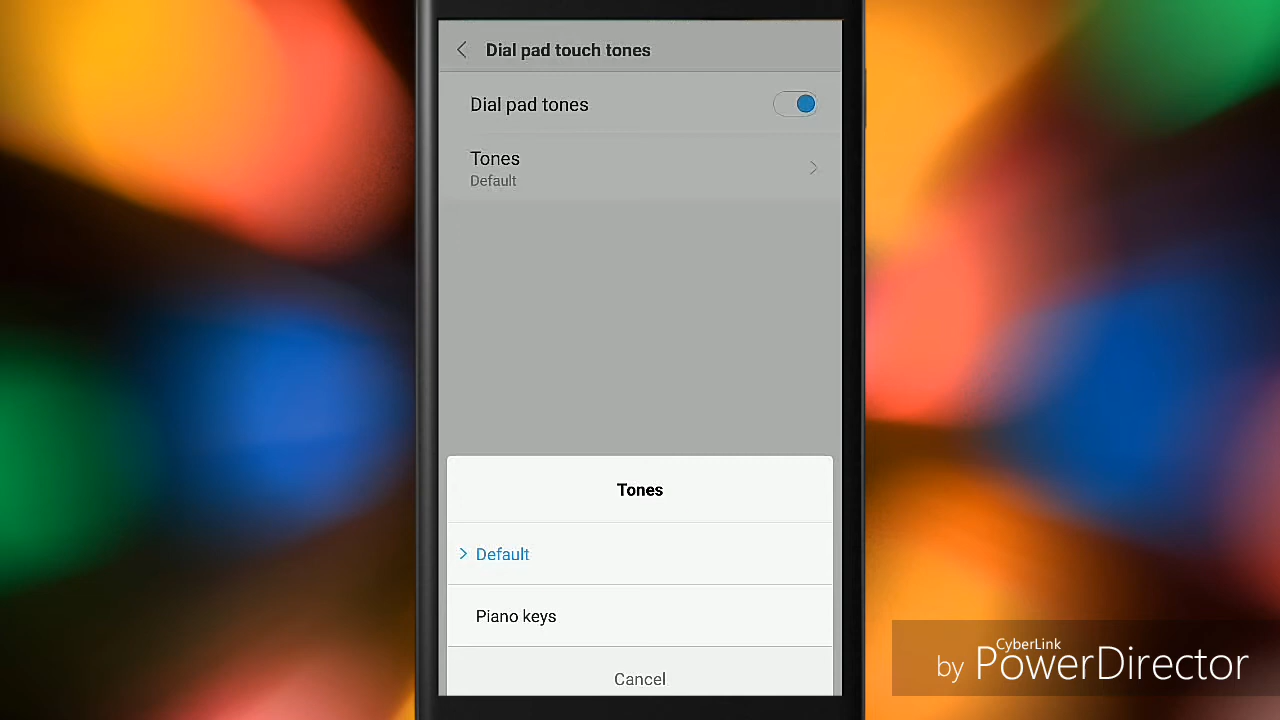 Dial pad touch tones
Dial pad tones
Tones
Default
Tones
Default
Piano keys
Cancel
CyberLink
by PowerDirector